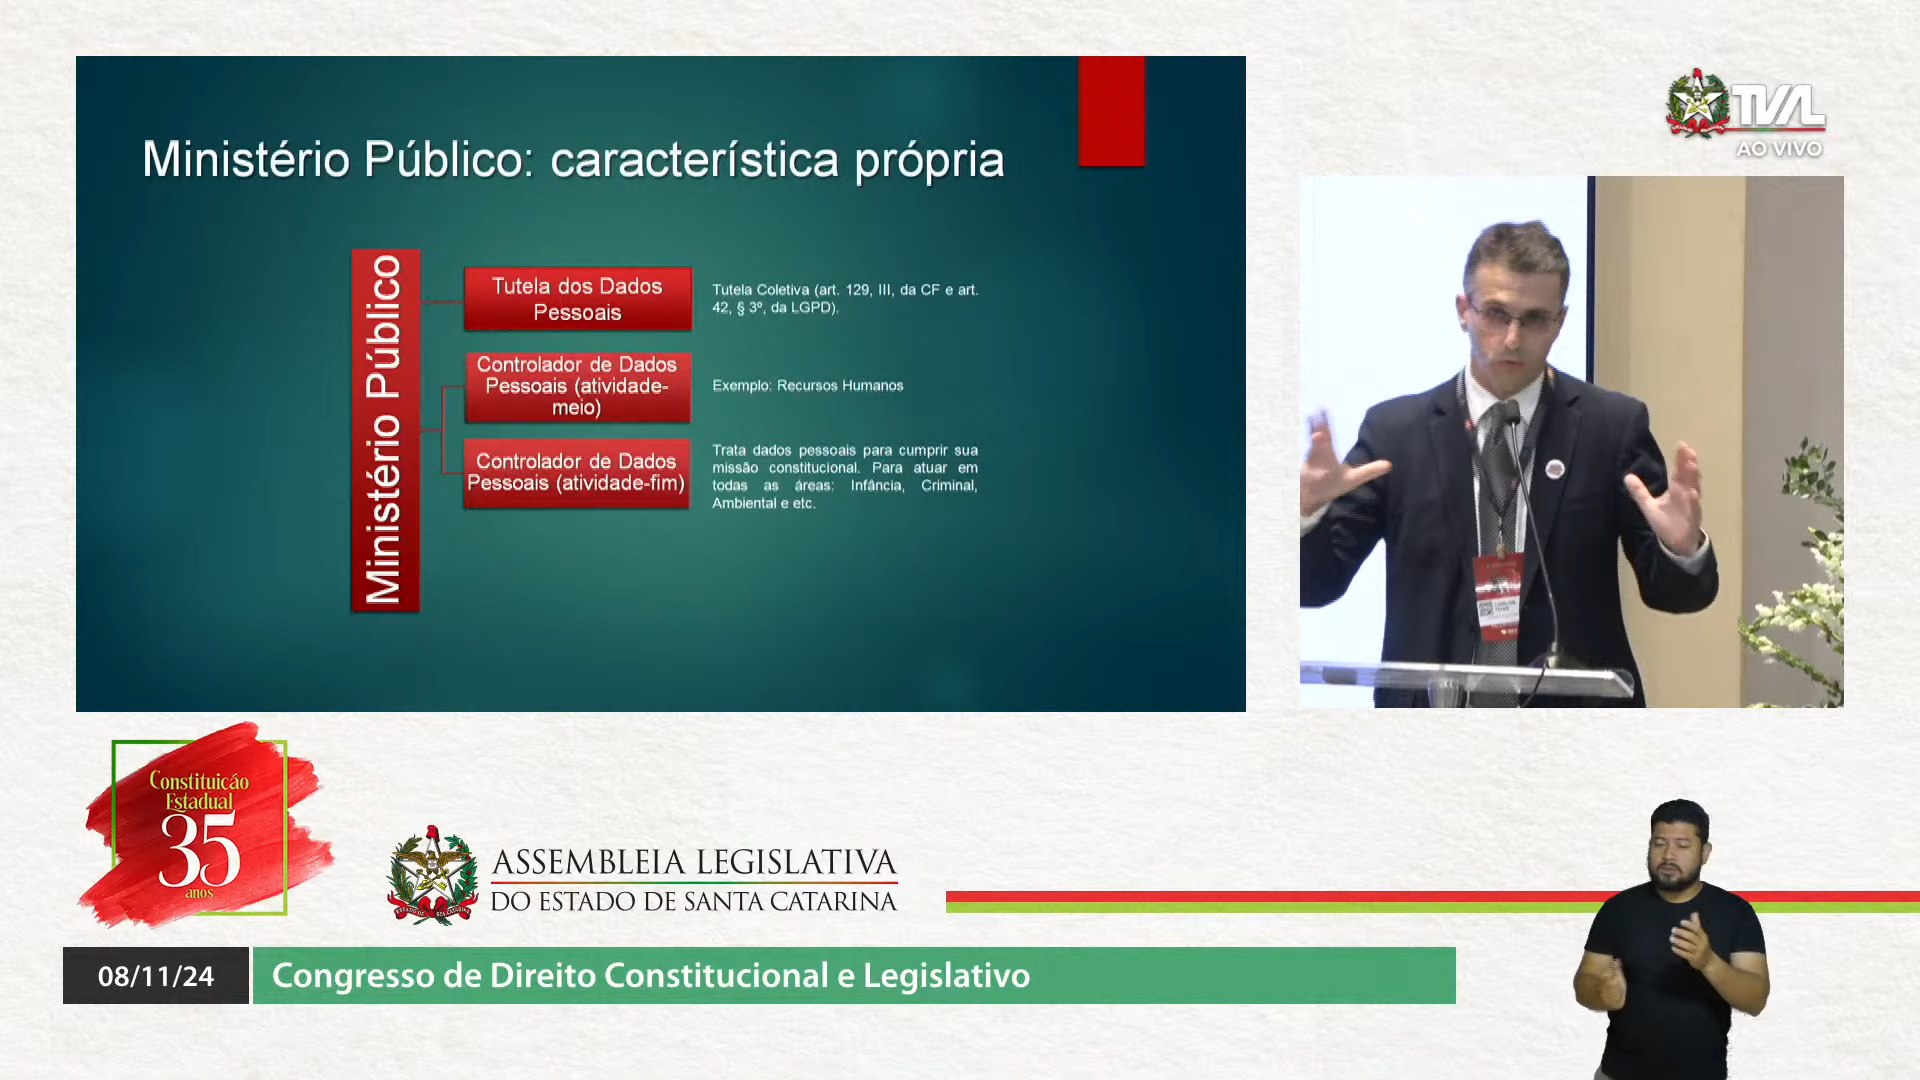 Ministério Público: característica própria
Ministério Público
Tutela dos Dados
Pessoais
Tutela Coletiva (art. 129, III, da CF e art.
42, § 3º, da LGPD).
Controlador de Dados
Pessoais (atividade-
meio)
Exemplo: Recursos Humanos
Controlador de Dados
Pessoais (atividade-fim)
Trata dados pessoais para cumprir sua
missão constitucional. Para atuar em
todas as áreas: Infância, Criminal,
Ambiental e etc.
TVAL
AO VIVO
Constituição
Estadual
35
anos
ASSEMBLEIA LEGISLATIVA
DO ESTADO DE SANTA CATARINA
08/11/24
Congresso de Direito Constitucional e Legislativo